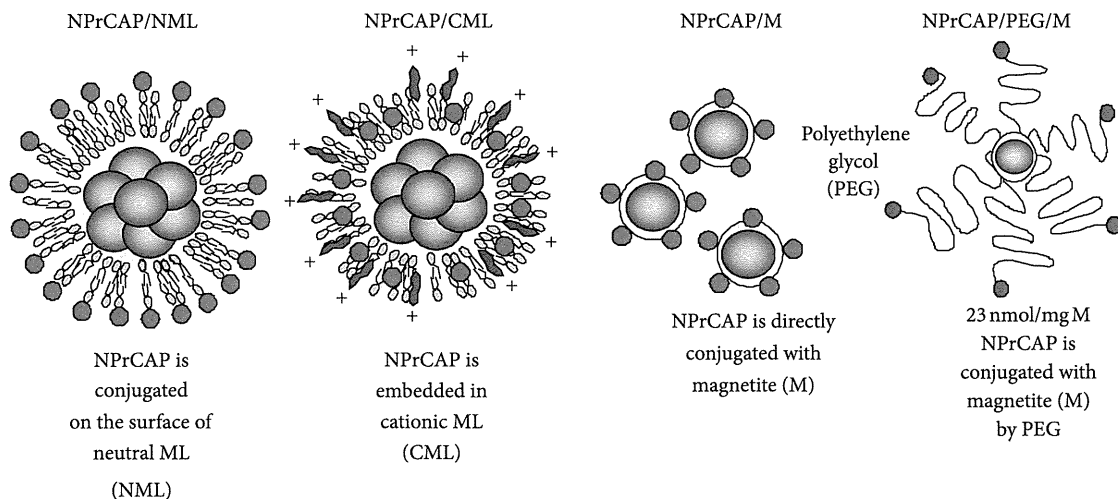 NPrCAP/NML
NPrCAP is
conjugated
on the surface of
neutral ML
(NML)
NPrCAP/CML
+
+
+
+
+
+
+
+
+
+
+
+
NPrCAP is
embedded in
cationic ML
(CML)
NPrCAP/M
NPrCAP is directly
conjugated with
magnetite (M)
NPrCAP/PEG/M
Polyethylene
glycol
(PEG)
23 nmol/mg M
NPrCAP is
conjugated with
magnetite (M)
by PEG